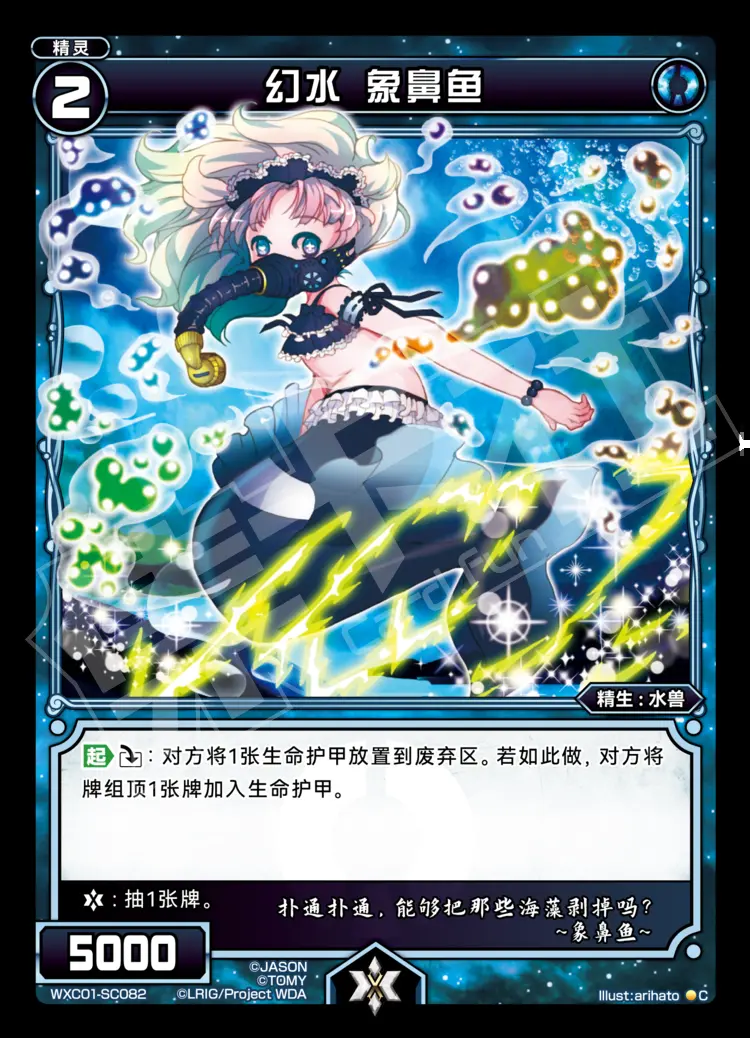 精灵
2
幻水 象鼻鱼
精生:水兽
起 : 对方将1张生命护甲放置到废弃区。若如此做, 对方将
牌组顶1张牌加入生命护甲。
: 抽1张牌。
扑通扑通, 能够把那些海藻剥掉吗?
~象鼻鱼~
5000
©JASON
©TOMY
WXC01-SC082 ©LRIG/Project WDA
Illust:arihato C